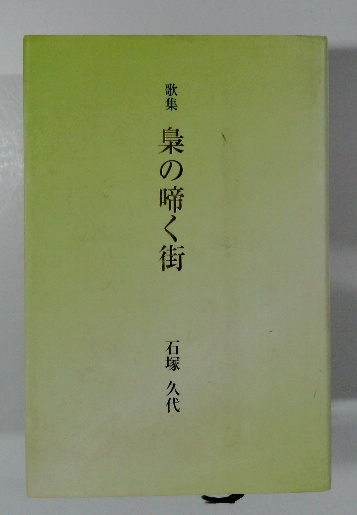 歌集
梟の啼く街
石塚 久代